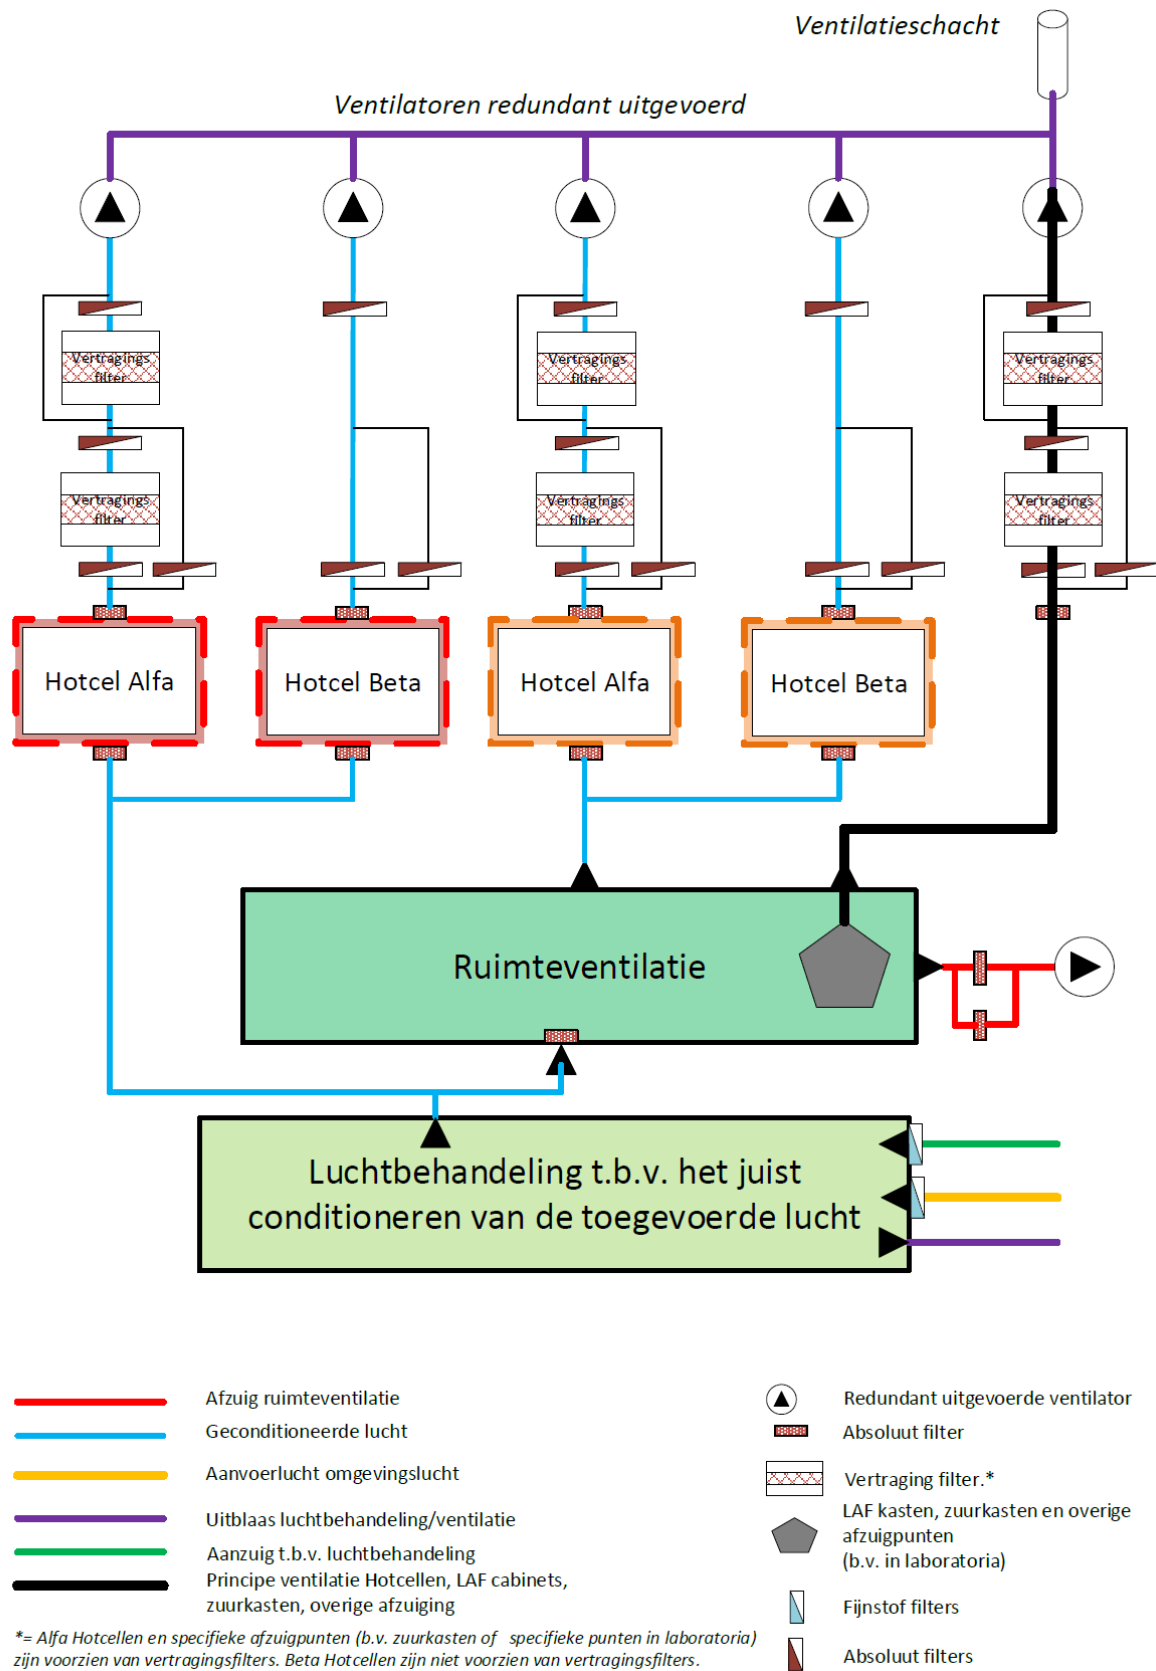 Ventilatieschacht
Ventilatoren redundant uitgevoerd
Vertragings
filter
Vertragings
filter
Vertragings
filter
Vertragings
filter
Vertragings
filter
Vertragings
filter
Hotcel Alfa
Hotcel Beta
Hotcel Alfa
Hotcel Beta
Ruimteventilatie
Luchtbehandeling t.b.v. het juist
conditioneren van de toegevoerde lucht
Afzuig ruimteventilatie
Geconditioneerde lucht
Aanvoerlucht omgevingslucht
Uitblaas luchtbehandeling/ventilatie
Aanzuig t.b.v. luchtbehandeling
Principe ventilatie Hotcellen, LAF cabinets,
zuurkasten, overige afzuiging
*= Alfa Hotcellen en specifieke afzuigpunten (b.v. zuurkasten of specifieke punten in laboratoria)
zijn voorzien van vertragingsfilters. Beta Hotcellen zijn niet voorzien van vertragingsfilters.
Redundant uitgevoerde ventilator
Absoluut filter
Vertraging filter.*
LAF kasten, zuurkasten en overige
afzuigpunten
(b.v. in laboratoria)
Fijnstof filters
Absoluut filters